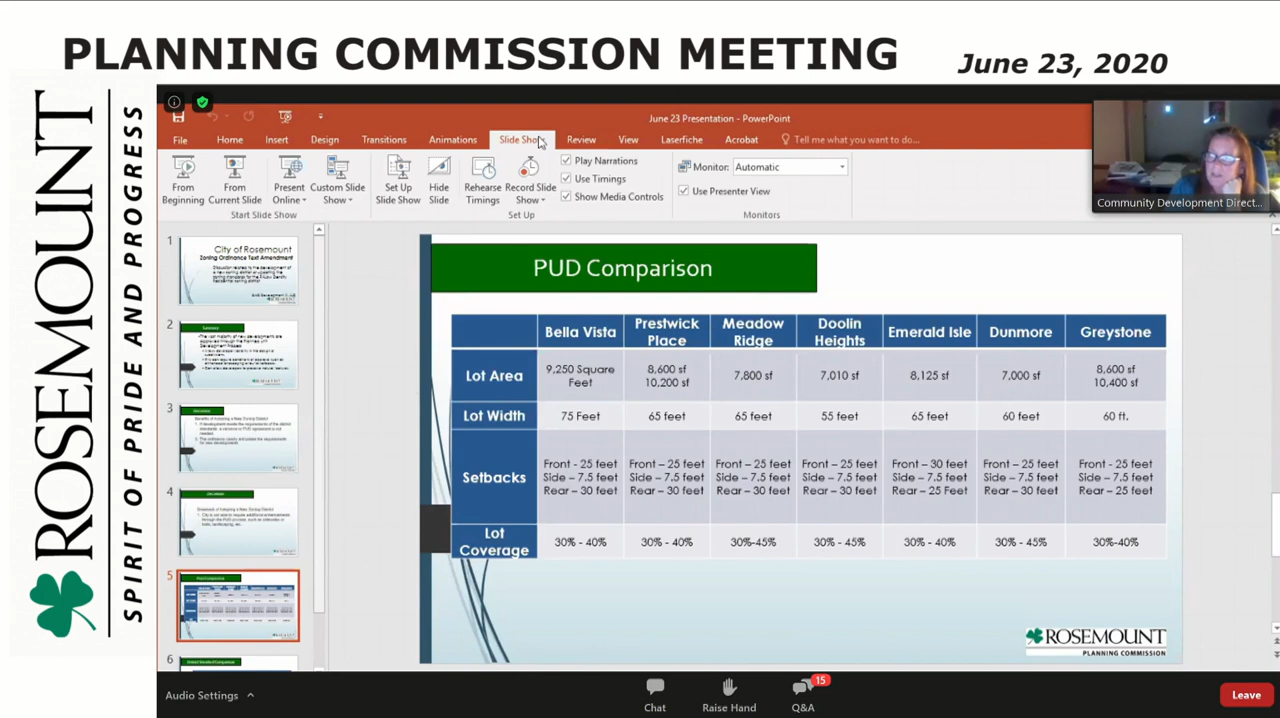 PLANNING COMMISSION MEETING
June 23, 2020
ROSEMOUNT
SPIRIT OF PRIDE AND PROGRESS
June 23 Presentation - PowerPoint
File Home Insert Design Transitions Animations Slide Show Review View Laserfiche Acrobat Tell me what you want to do...
From Beginning
From Current Slide
Present Online
Custom Slide Show
Start Slide Show
Set Up Slide Show
Hide Slide
Rehearse Timings
Record Slide Show
Play Narrations
Use Timings
Show Media Controls
Set Up
Monitor: Automatic
Use Presenter View
Monitors
Community Development Direct...
1
City of Rosemount
Zoning Ordinance Text Amendment
2
3
4
5
6
PUD Comparison
Bella Vista Prestwick Place Meadow Ridge Doolin Heights Emerald Isle Dunmore Greystone
Lot Area
9,250 Square Feet
8,600 sf
10,200 sf
7,800 sf
7,010 sf
8,125 sf
7,000 sf
8,600 sf
10,400 sf
Lot Width 75 Feet 65 feet 65 feet 55 feet 65 feet 60 feet 60 ft.
Setbacks
Front - 25 feet Front – 25 feet Front – 25 feet Front – 25 feet Front – 30 feet Front – 25 feet Front - 25 feet
Side – 7.5 feet Side – 7.5 feet Side – 7.5 feet Side – 7.5 feet Side – 7.5 feet Side – 7.5 feet Side – 7.5 feet
Rear – 30 feet Rear – 30 feet Rear – 30 feet Rear – 30 feet Rear – 25 Feet Rear – 30 feet Rear – 25 feet
Lot Coverage 30% - 40% 30% - 40% 30%-45% 30% - 45% 30% - 40% 30% - 45% 30%-40%
ROSEMOUNT
PLANNING COMMISSION
Audio Settings
Chat
Raise Hand
15
Q&A
Leave